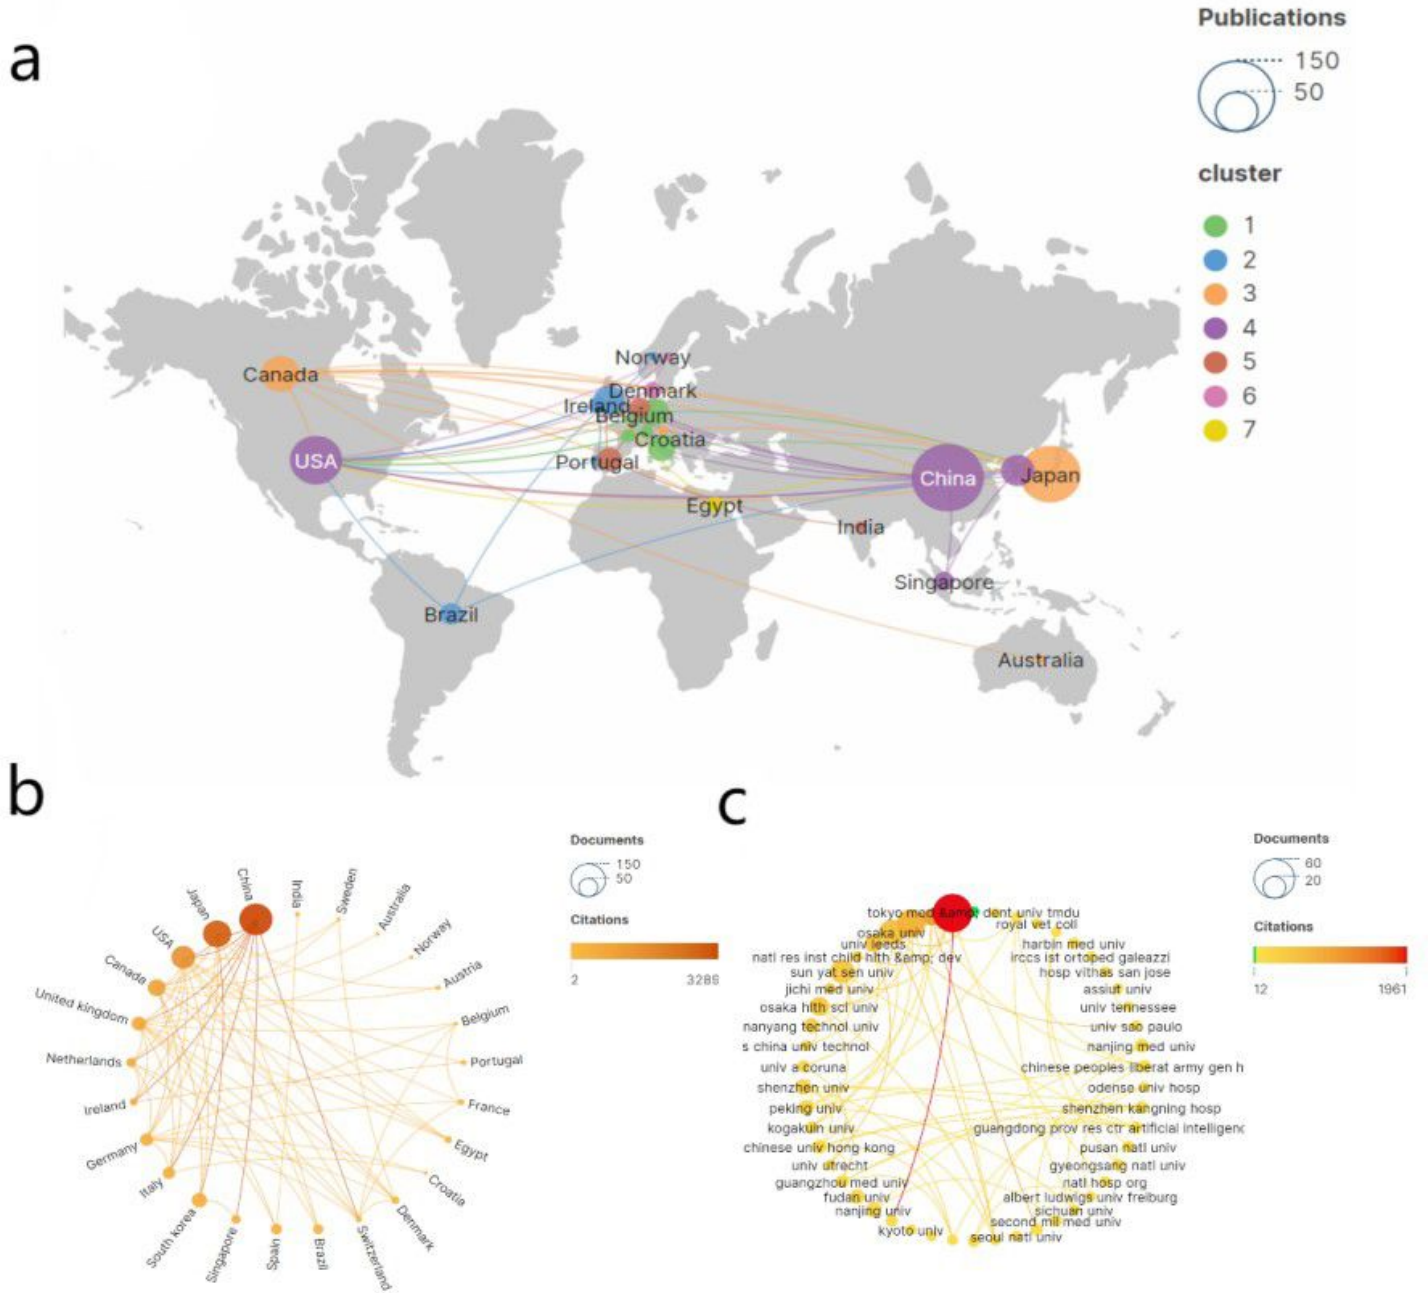 a
Publications
150
50
cluster
1
2
3
4
5
6
7
Canada
USA
Brazil
Norway
Denmark
Ireland
Belgium
Croatia
Portugal
Egypt
India
China
Japan
Singapore
Australia
b
Documents
150
50
Citations
2
3289
China
India
Sweden
Australia
Norway
Austria
Belgium
Portugal
France
Egypt
Croatia
Denmark
Switzerland
Brazil
Spain
Singapore
South korea
Italy
Germany
Ireland
Netherlands
United kingdom
Canada
USA
Japan
c
Documents
60
20
Citations
12
1961
tokyo med &amp; dent univ tmdu
royal vet coll
osaka univ
univ leeds
harbin med univ
natl res inst child hlth &amp; dev
irccs ist ortoped galeazzi
sun yat sen univ
hosp vithas san jose
jichi med univ
assiut univ
osaka hlth sci univ
univ tennessee
nanyang technol univ
univ sao paulo
s china univ technol
nanjing med univ
univ a coruna
chinese peoples liberat army gen h
shenzhen univ
odense univ hosp
peking univ
shenzhen kangning hosp
kogakuin univ
guangdong prov res ctr artificial intelligenc
chinese univ hong kong
pusan natl univ
univ utrecht
gyeongsang natl univ
guangzhou med univ
natl hosp org
fudan univ
albert ludwigs univ freiburg
nanjing univ
sichuan univ
second mil med univ
kyoto univ
seoul natl univ